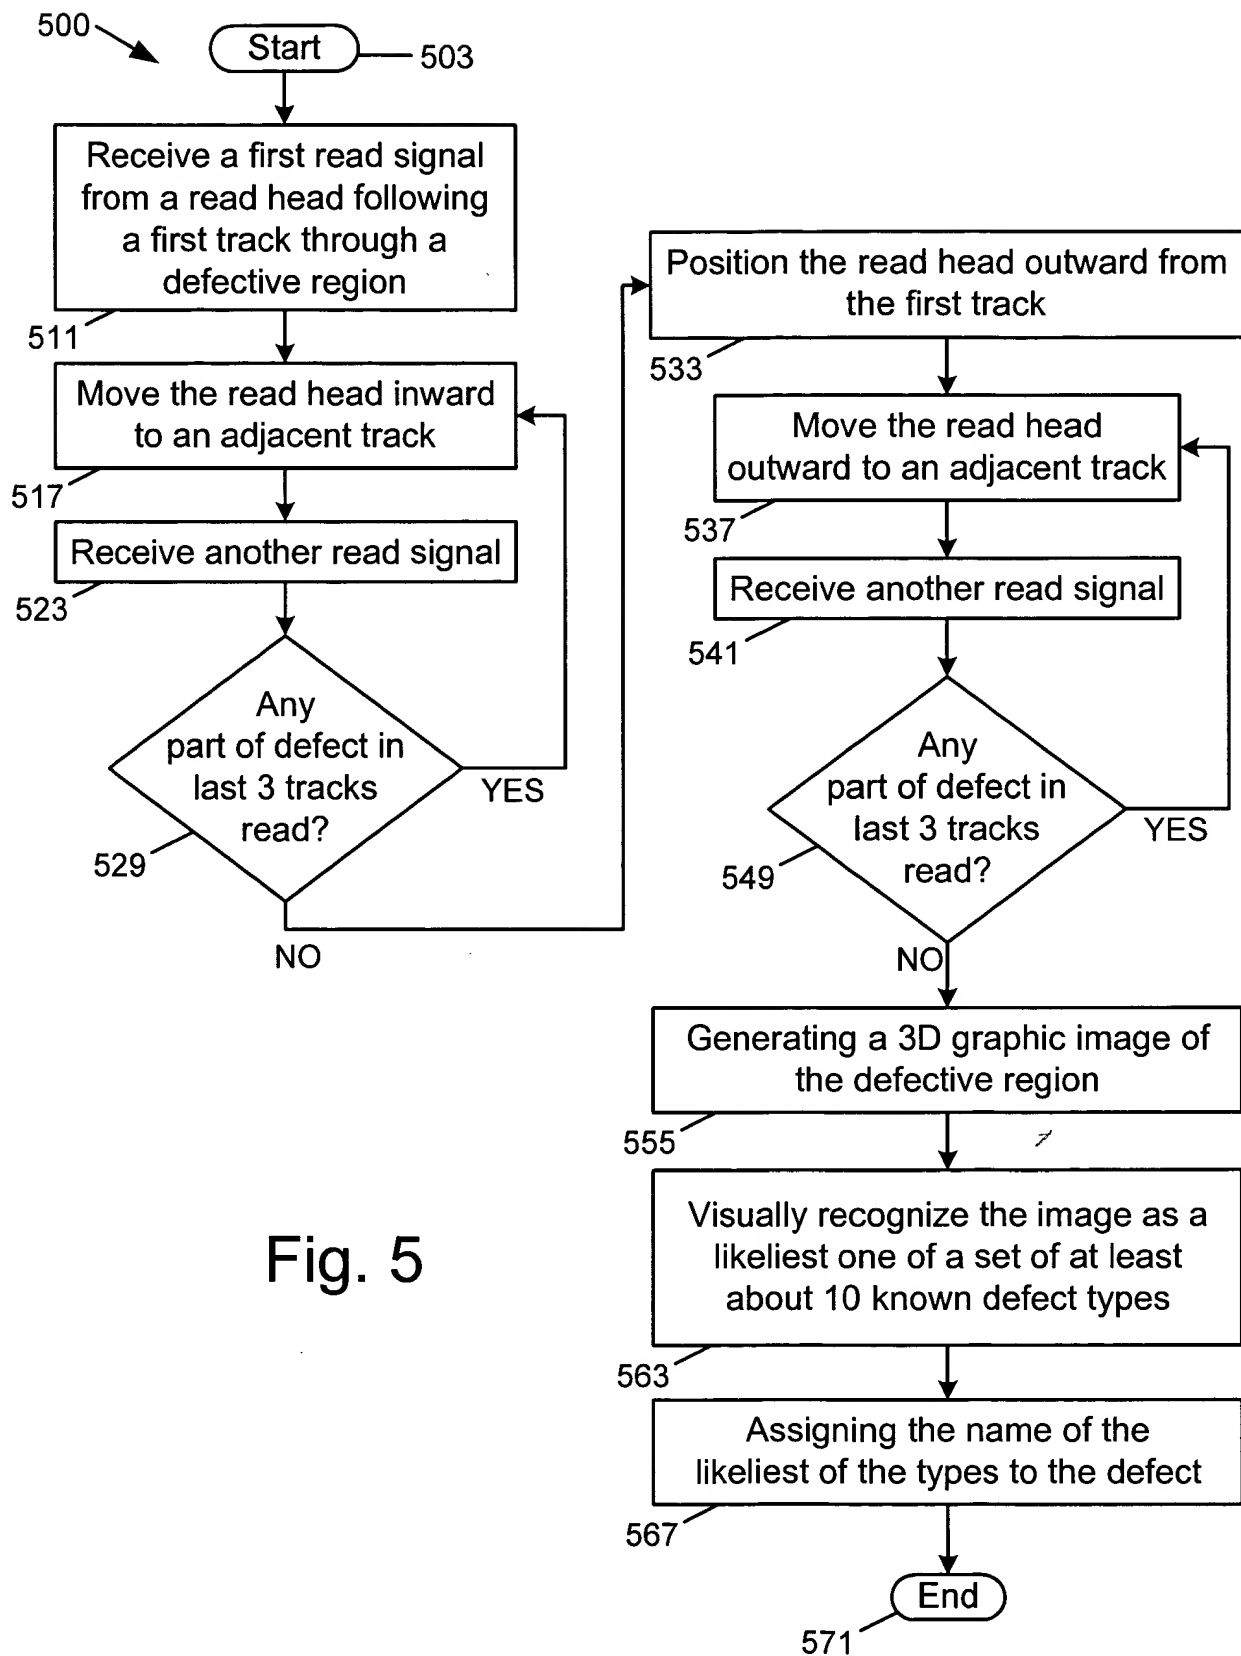 500
Start
503
Receive a first read signal
from a read head following
a first track through a
defective region
511
Move the read head inward
to an adjacent track
517
Receive another read signal
523
Any
part of defect in
last 3 tracks
read?
YES
529
NO
Position the read head outward from
the first track
533
Move the read head
outward to an adjacent track
537
Receive another read signal
541
Any
part of defect in
last 3 tracks
read?
YES
549
NO
Generating a 3D graphic image of
the defective region
555
Visually recognize the image as a
likeliest one of a set of at least
about 10 known defect types
563
Assigning the name of the
likeliest of the types to the defect
567
End
571
Fig. 5